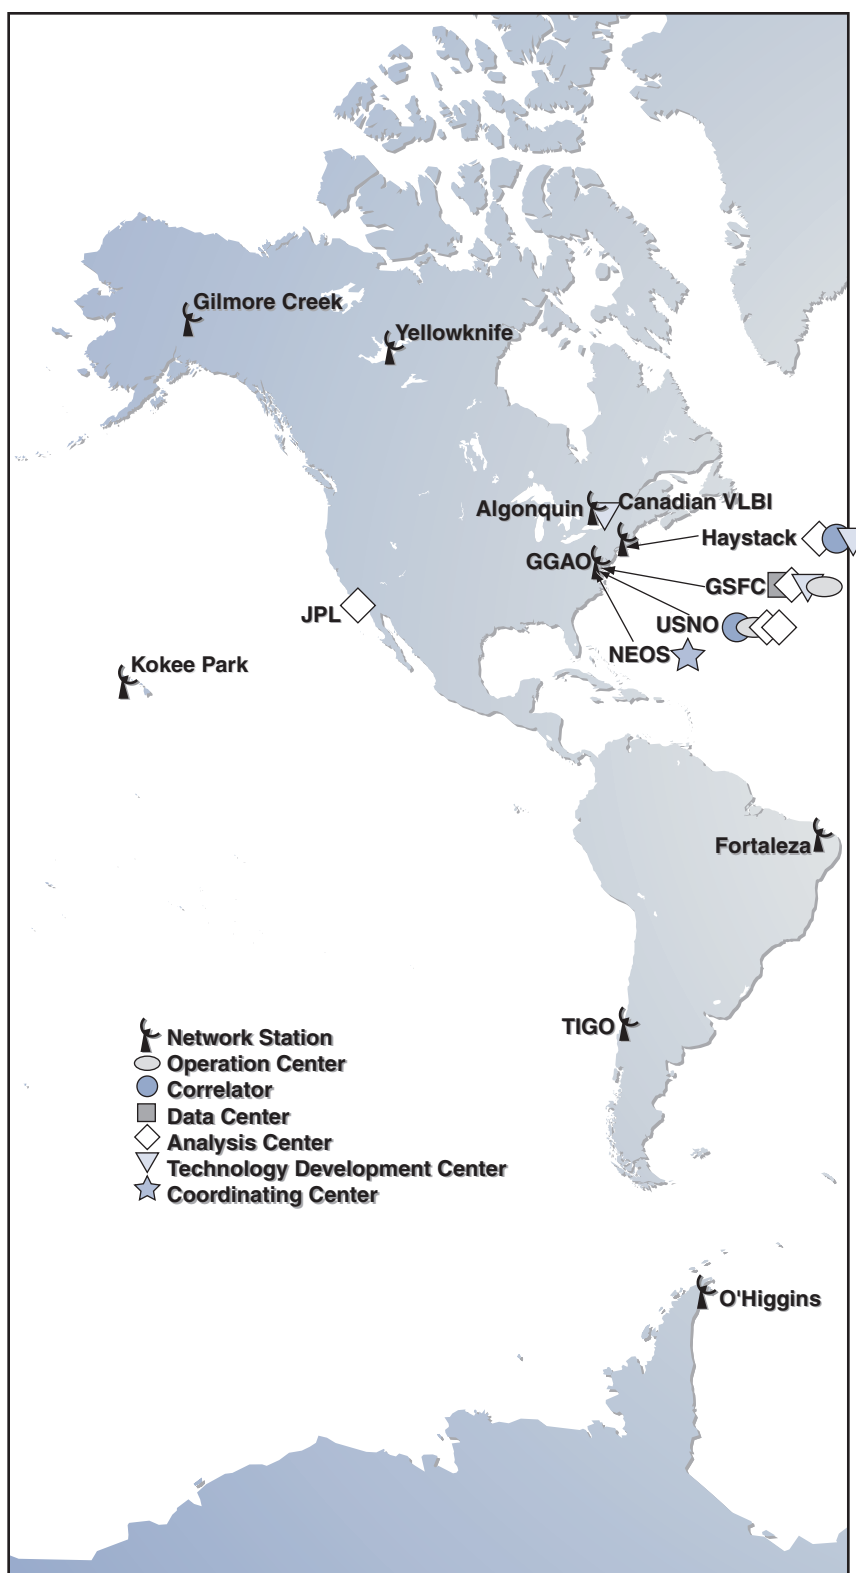 Gilmore Creek
Yellowknife
Algonquin
Canadian VLBI
Haystack
GGAO
GSFC
JPL
USNO
NEOS
Kokee Park
Fortaleza
TIGO
Network Station
Operation Center
Correlator
Data Center
Analysis Center
Technology Development Center
Coordinating Center
O'Higgins